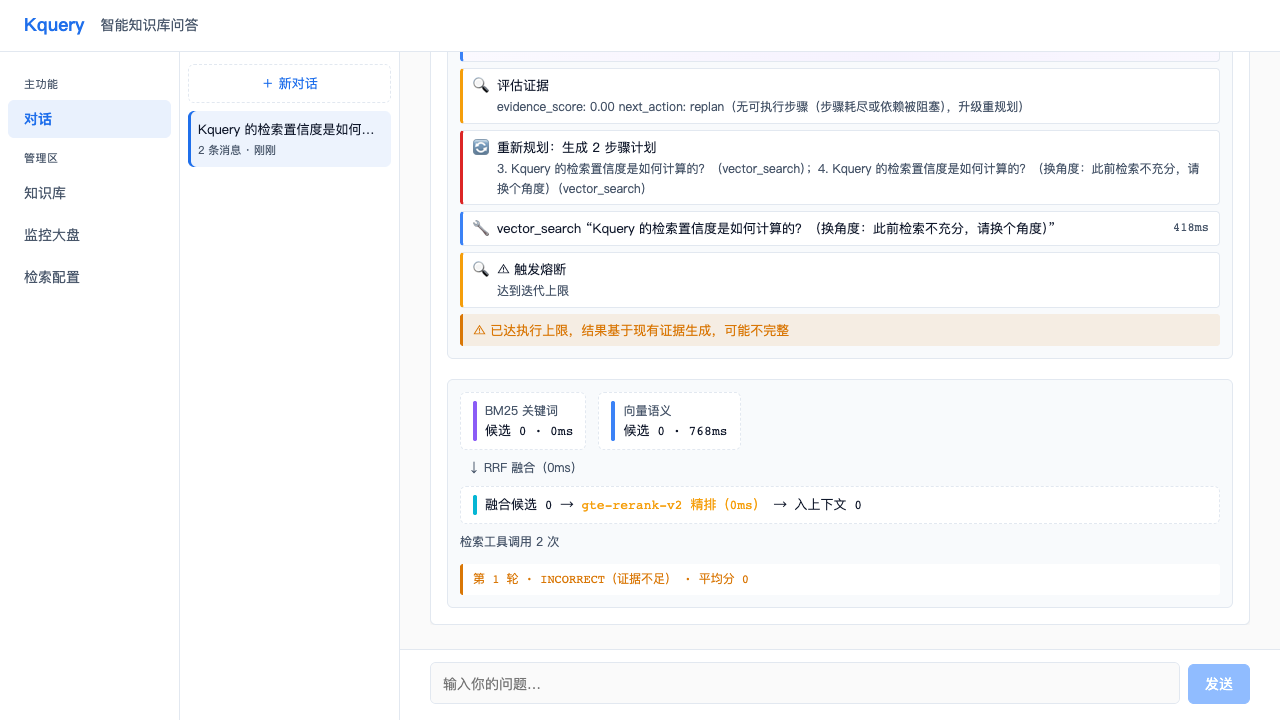 Kquery 智能知识库问答
主功能
对话
管理区
知识库
监控大盘
检索配置
+ 新对话
Kquery 的检索置信度是如何…
2 条消息 · 刚刚
评估证据
evidence_score: 0.00 next_action: replan（无可执行步骤（步骤耗尽或依赖被阻塞），升级重规划）
重新规划：生成 2 步骤计划
3. Kquery 的检索置信度是如何计算的？（vector_search）；4. Kquery 的检索置信度是如何计算的？（换角度：此前检索不充分，请
换个角度）（vector_search）
vector_search “Kquery 的检索置信度是如何计算的？（换角度：此前检索不充分，请换个角度）” 418ms
⚠ 触发熔断
达到迭代上限
⚠ 已达执行上限，结果基于现有证据生成，可能不完整
BM25 关键词
候选 0 · 0ms
向量语义
候选 0 · 768ms
↓ RRF 融合（0ms）
融合候选 0 → gte-rerank-v2 精排（0ms） → 入上下文 0
检索工具调用 2 次
第 1 轮 · INCORRECT（证据不足） · 平均分 0
输入你的问题…
发送